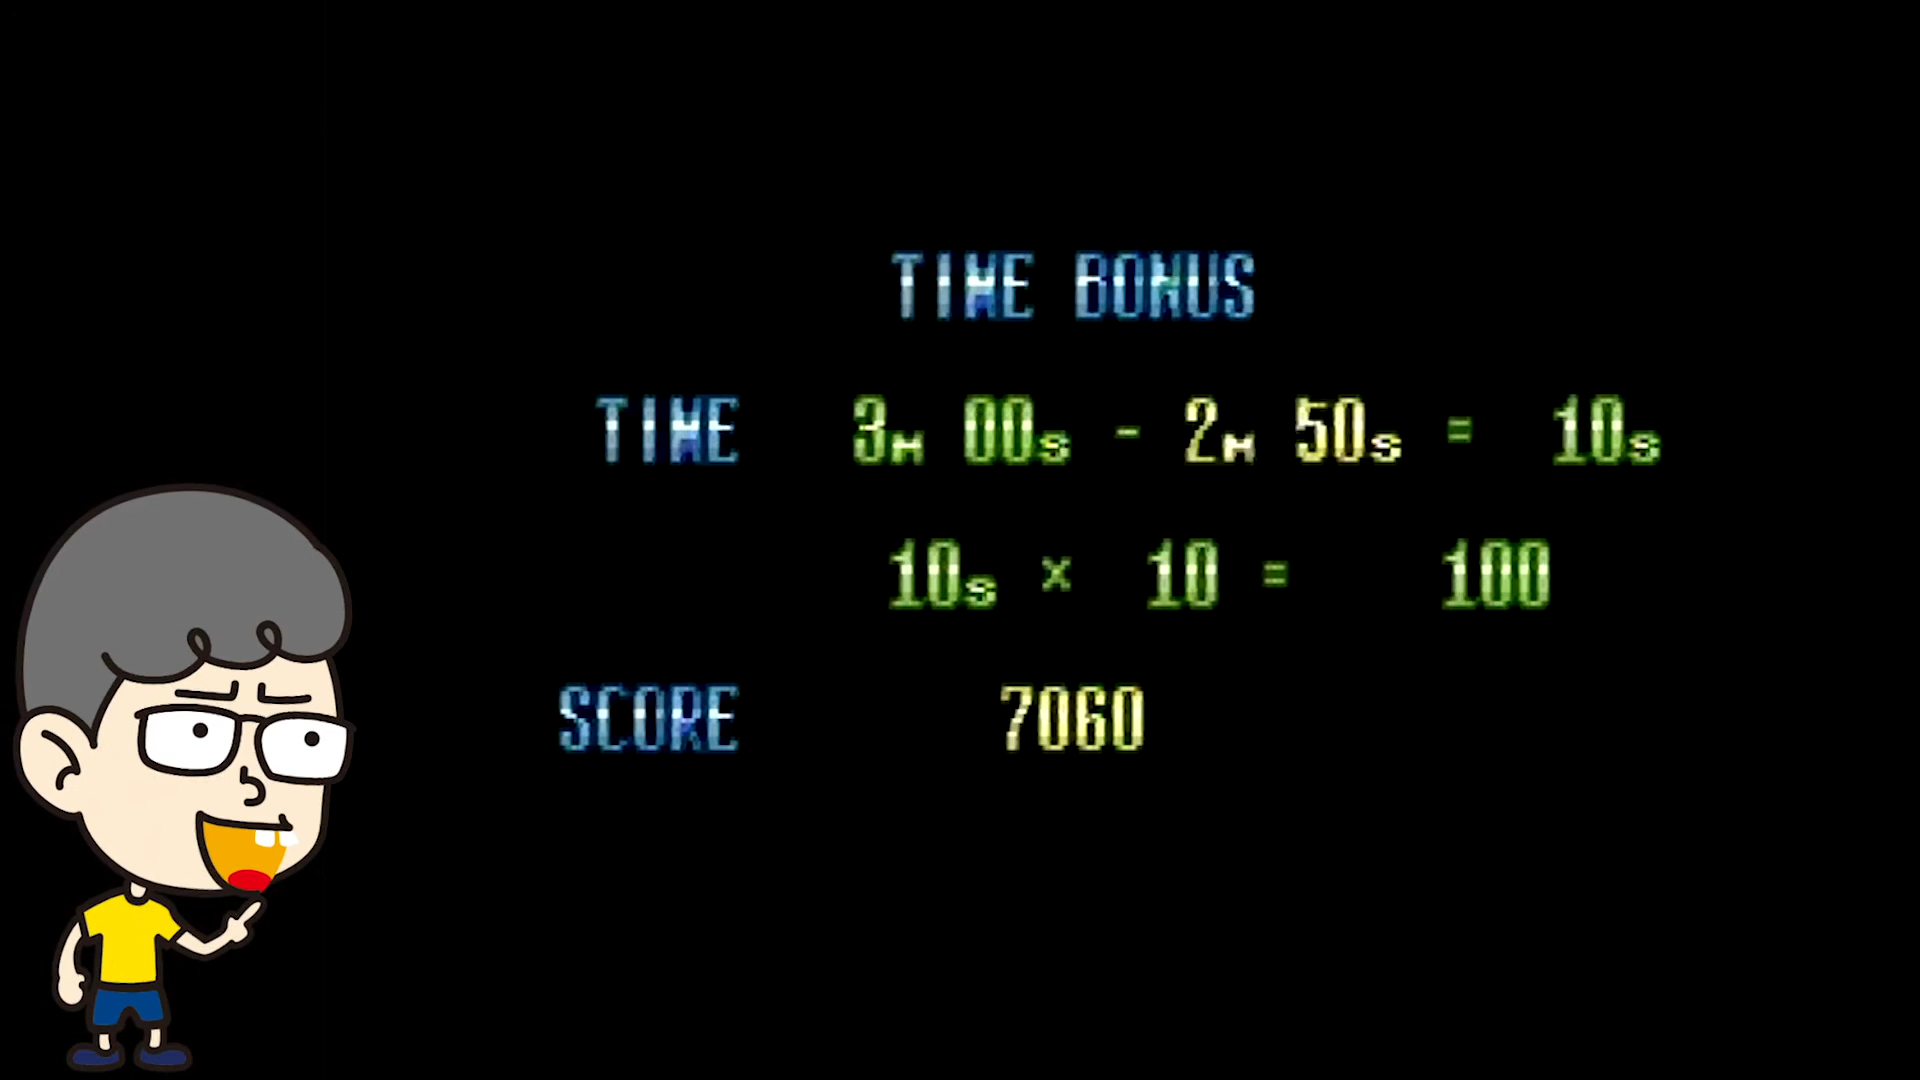 TIME BONUS
TIME 3M 00S - 2M 50S = 10S
10S × 10 = 100
SCORE 7060